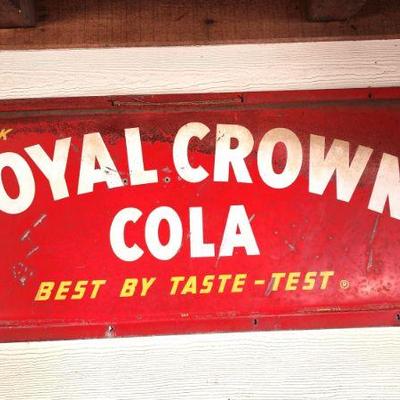 K
OYAL CROWN
COLA
BEST BY TASTE-TEST ®